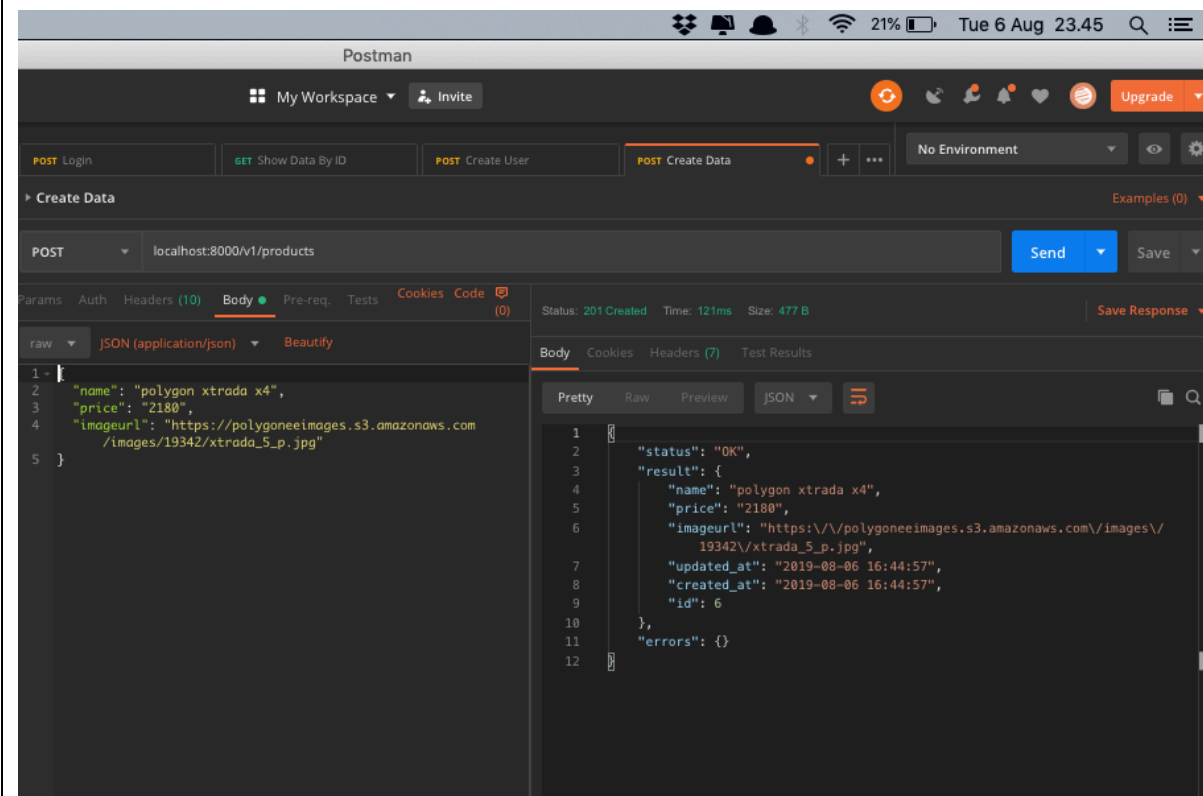 21% Tue 6 Aug 23.45
Postman
My Workspace Invite Upgrade
POST Login GET Show Data By ID POST Create User POST Create Data + ••• No Environment
Create Data Examples (0)
POST localhost:8000/v1/products Send Save
Params Auth Headers (10) Body Pre-req. Tests Cookies Code (0)
Status: 201 Created Time: 121ms Size: 477 B Save Response
raw JSON (application/json) Beautify
Body Cookies Headers (7) Test Results
Pretty Raw Preview JSON
1 {
2 "name": "polygon xtrada x4",
3 "price": "2180",
4 "imageurl": "https://polygoneeimages.s3.amazonaws.com
/images/19342/xtrada_5_p.jpg"
5 }
1 {
2 "status": "OK",
3 "result": {
4 "name": "polygon xtrada x4",
5 "price": "2180",
6 "imageurl": "https:\/\/polygoneeimages.s3.amazonaws.com\/images\/
19342\/xtrada_5_p.jpg",
7 "updated_at": "2019-08-06 16:44:57",
8 "created_at": "2019-08-06 16:44:57",
9 "id": 6
10 },
11 "errors": {}
12 }